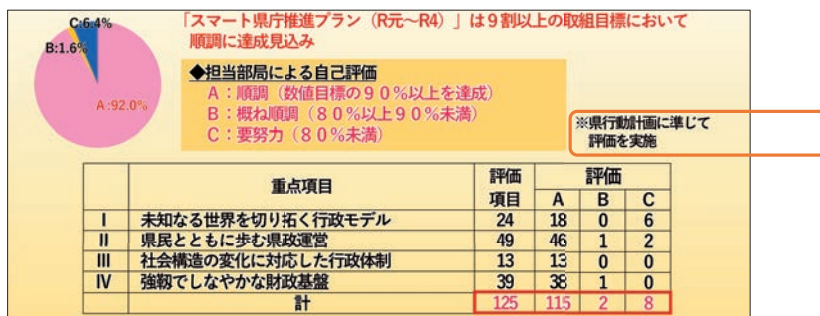 「スマート県庁推進プラン（R元～R4）」は９割以上の取組目標において
順調に達成見込み
C:6.4%
B:1.6%
A:92.0%
◆担当部局による自己評価
A：順調（数値目標の９０％以上を達成）
B：概ね順調（８０％以上９０％未満）
C：要努力（８０％未満）
※県行動計画に準じて
評価を実施
重点項目 評価項目 評価
A B C
Ⅰ 未知なる世界を切り拓く行政モデル 24 18 0 6
Ⅱ 県民とともに歩む県政運営 49 46 1 2
Ⅲ 社会構造の変化に対応した行政体制 13 13 0 0
Ⅳ 強靱でしなやかな財政基盤 39 38 1 0
計 125 115 2 8